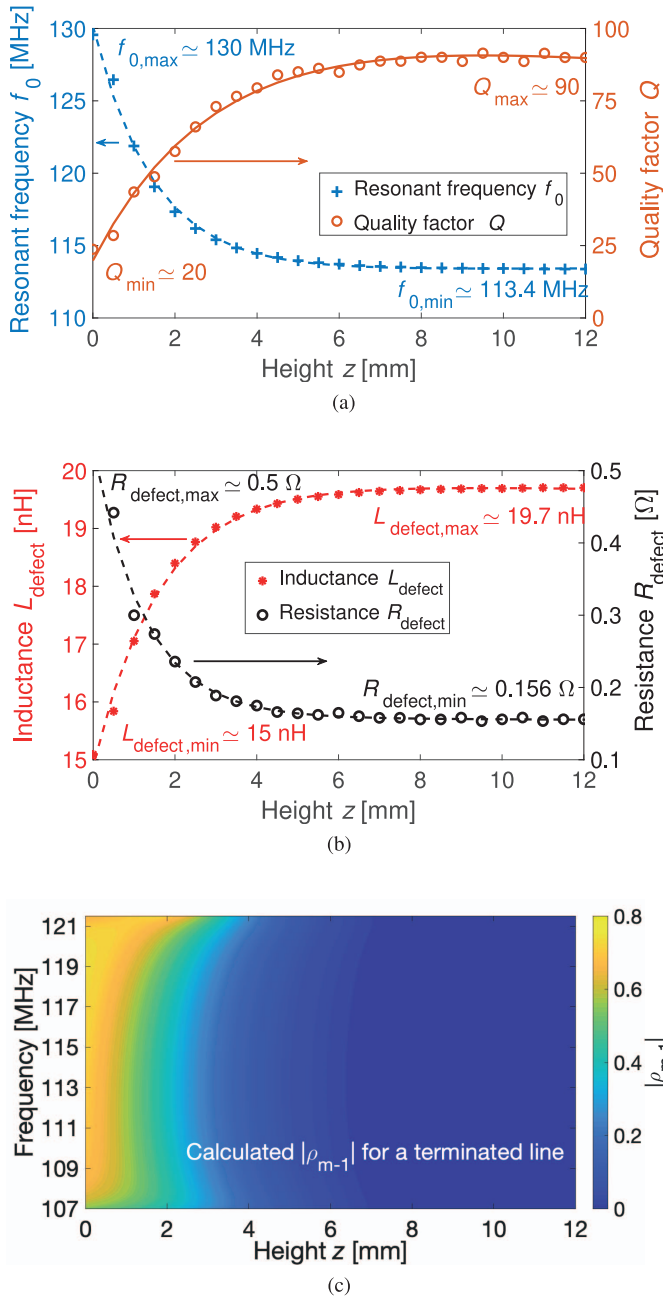 Resonant frequency f0 [MHz]
130
125
120
115
110
f0,max ≃ 130 MHz
Qmax ≃ 90
Resonant frequency f0
Quality factor Q
Qmin ≃ 20
f0,min ≃ 113.4 MHz
100
75
50
25
0
Quality factor Q
0 2 4 6 8 10 12
Height z [mm]
(a)
Inductance Ldefect [nH]
20
19
18
17
16
15
Rdefect,max ≃ 0.5 Ω
Ldefect,max ≃ 19.7 nH
Inductance Ldefect
Resistance Rdefect
Rdefect,min ≃ 0.156 Ω
Ldefect,min ≃ 15 nH
0.5
0.4
0.3
0.2
0.1
Resistance Rdefect [Ω]
0 2 4 6 8 10 12
Height z [mm]
(b)
Frequency [MHz]
121
119
117
115
113
111
109
107
Calculated |ρm-1| for a terminated line
0.8
0.6
0.4
0.2
0
|ρm-1|
0 2 4 6 8 10 12
Height z [mm]
(c)